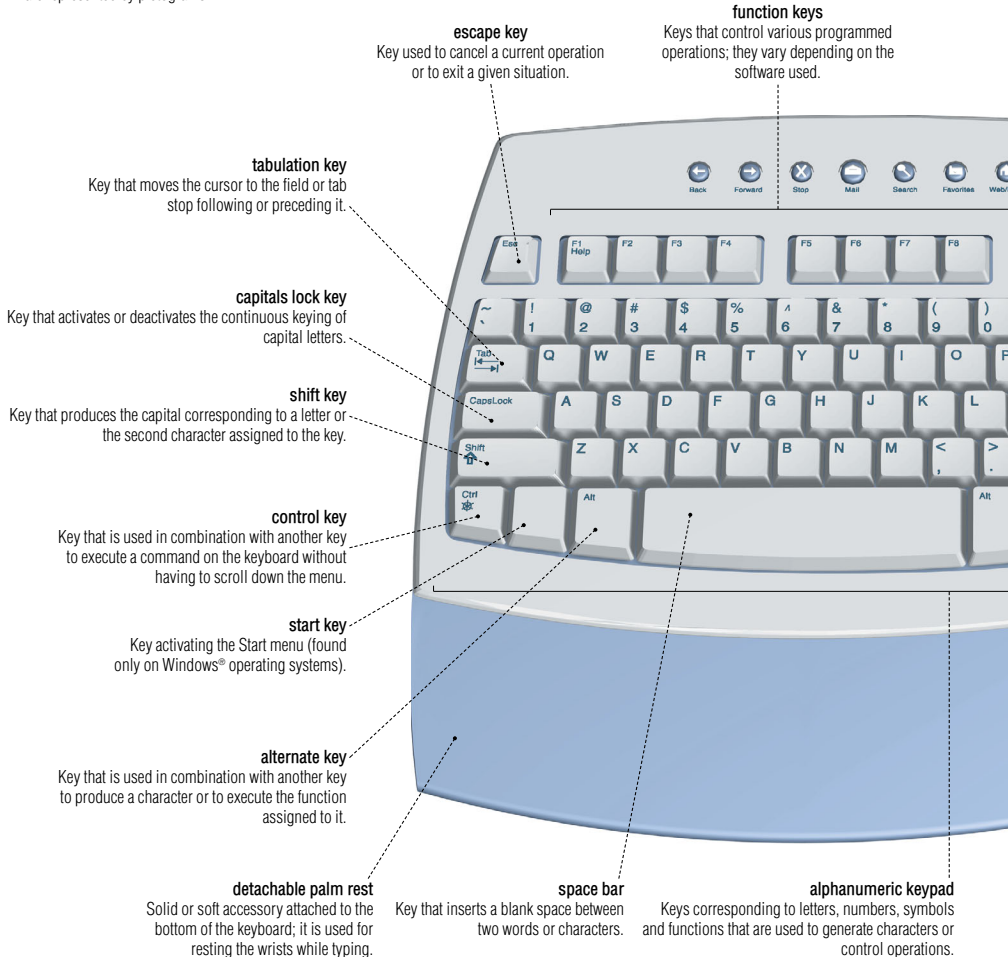 function keys
Keys that control various programmed
operations; they vary depending on the
software used.
escape key
Key used to cancel a current operation
or to exit a given situation.
tabulation key
Key that moves the cursor to the field or tab
stop following or preceding it.
Back Forward Stop Mail Search Favorites
Esc F1 Help F2 F3 F4 F5 F6 F7 F8
capitals lock key
Key that activates or deactivates the continuous keying of
capital letters.
~ ! @ # $ % ^ & * ( )
` 1 2 3 4 5 6 7 8 9 0
Tab Q W E R T Y U I O P
CapsLock A S D F G H J K L
shift key
Key that produces the capital corresponding to a letter or
the second character assigned to the key.
Shift Z X C V B N M < , > .
Ctrl Alt Alt
control key
Key that is used in combination with another key
to execute a command on the keyboard without
having to scroll down the menu.
start key
Key activating the Start menu (found
only on Windows® operating systems).
alternate key
Key that is used in combination with another key
to produce a character or to execute the function
assigned to it.
detachable palm rest
Solid or soft accessory attached to the
bottom of the keyboard; it is used for
resting the wrists while typing.
space bar
Key that inserts a blank space between
two words or characters.
alphanumeric keypad
Keys corresponding to letters, numbers, symbols
and functions that are used to generate characters or
control operations.